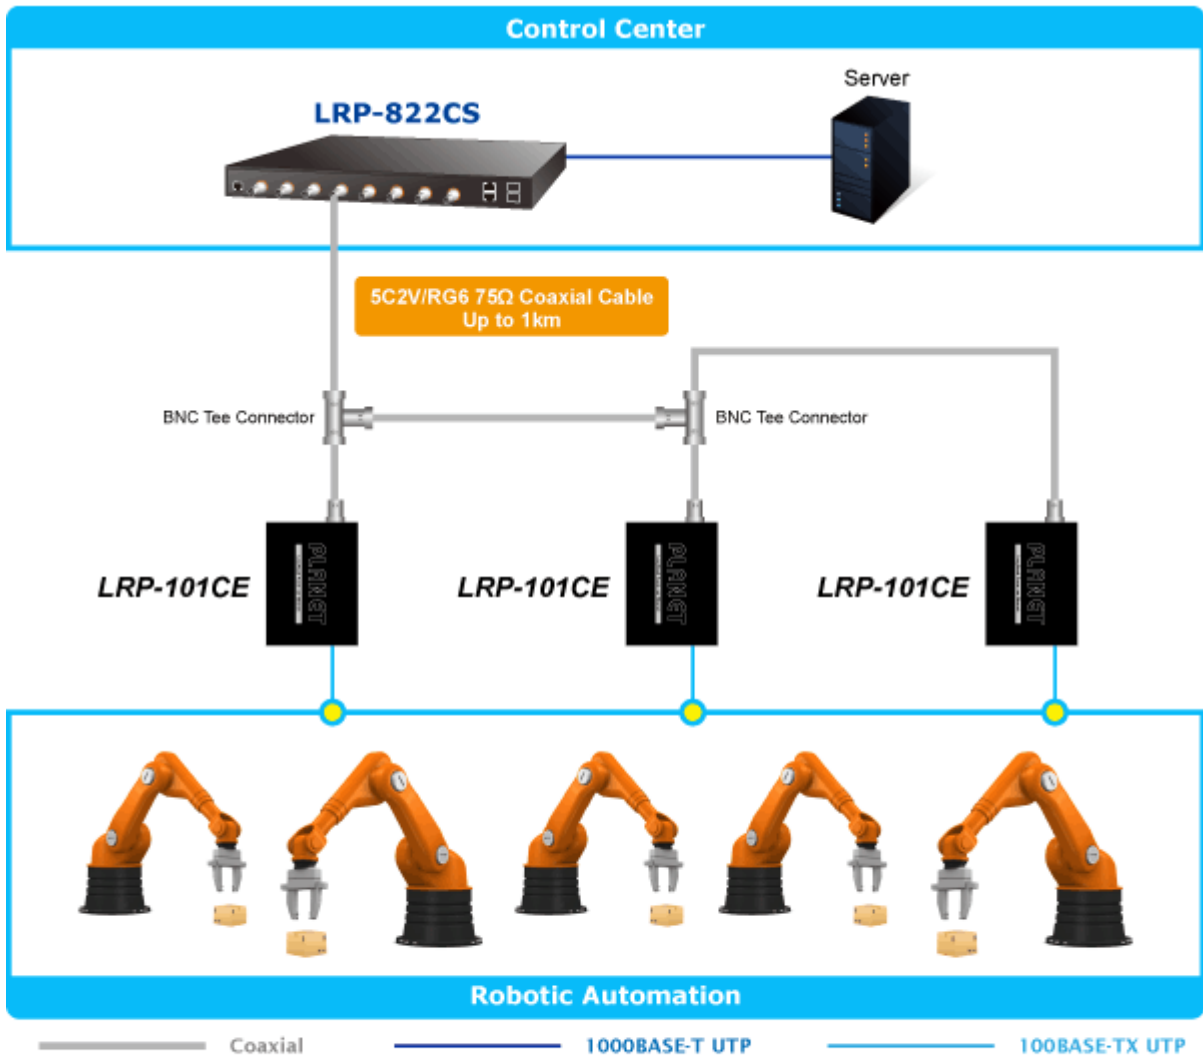 Control Center
Server
LRP-822CS
5C2V/RG6 75Ω Coaxial Cable
Up to 1km
BNC Tee Connector
BNC Tee Connector
PLANET
PLANET
PLANET
LRP-101CE
LRP-101CE
LRP-101CE
Robotic Automation
Coaxial
1000BASE-T UTP
100BASE-TX UTP